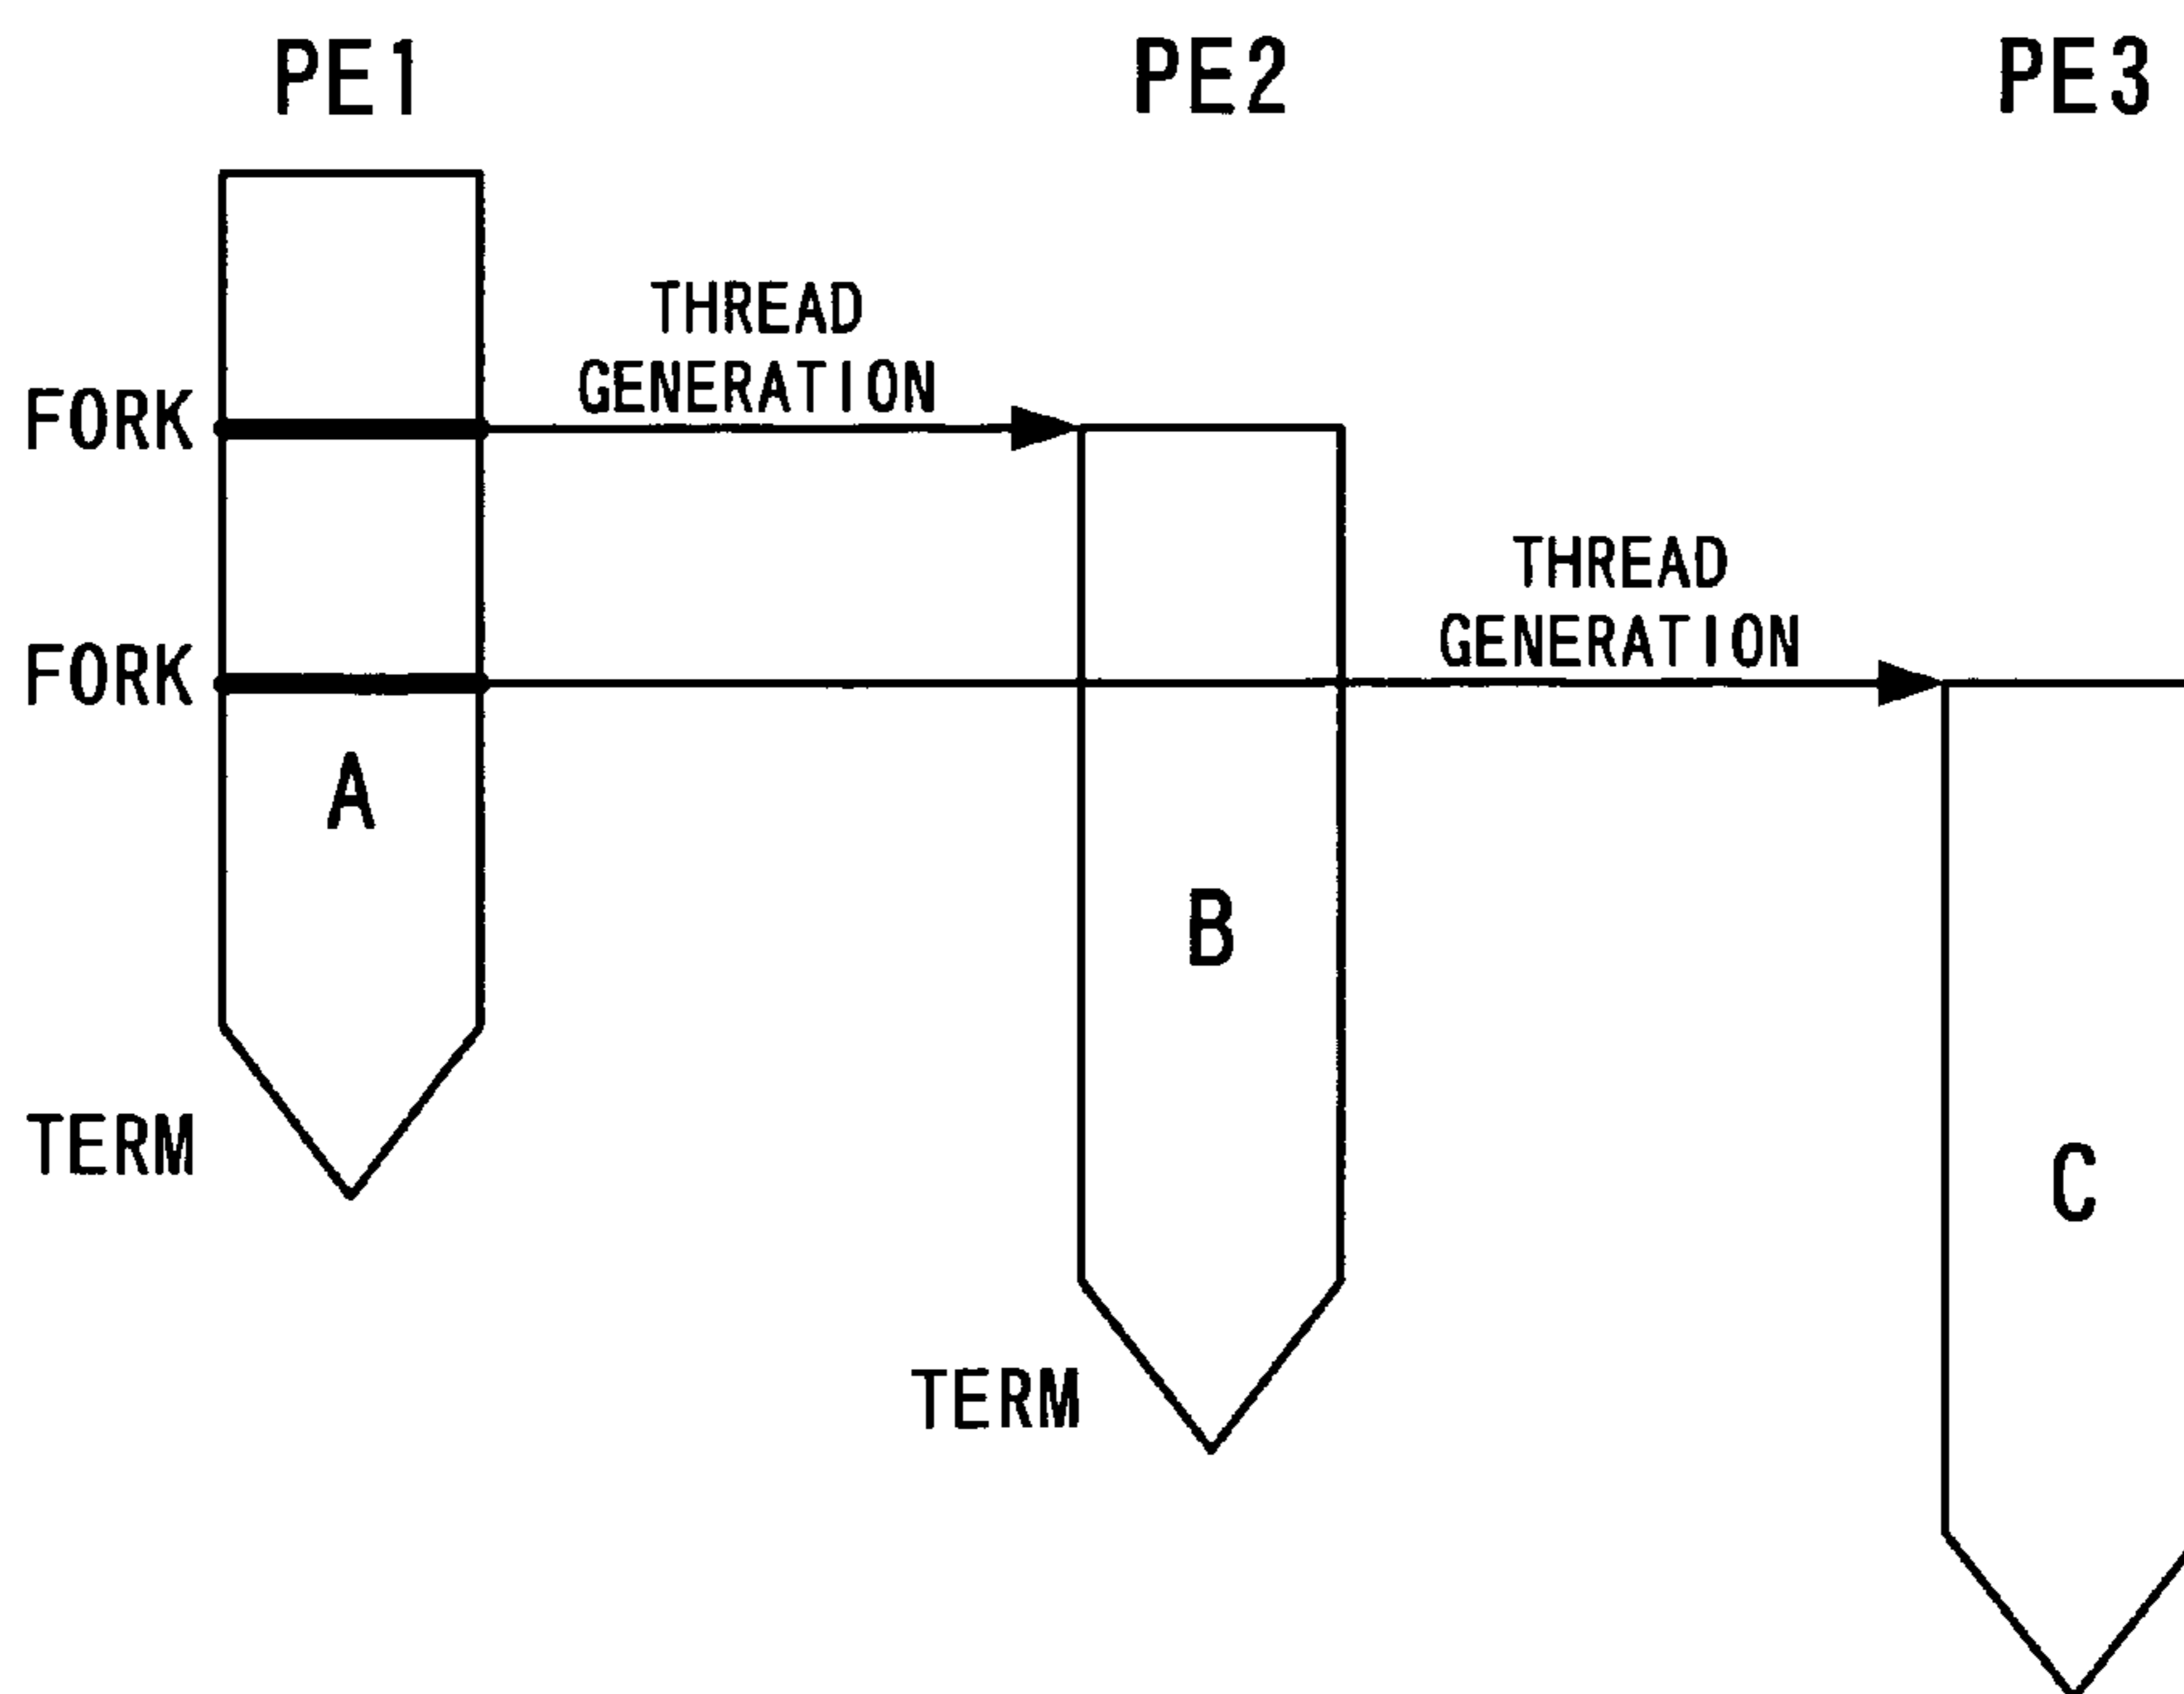 PE1
PE2
PE3
THREAD
GENERATION
FORK
THREAD
GENERATION
FORK
A
B
TERM
C
TERM